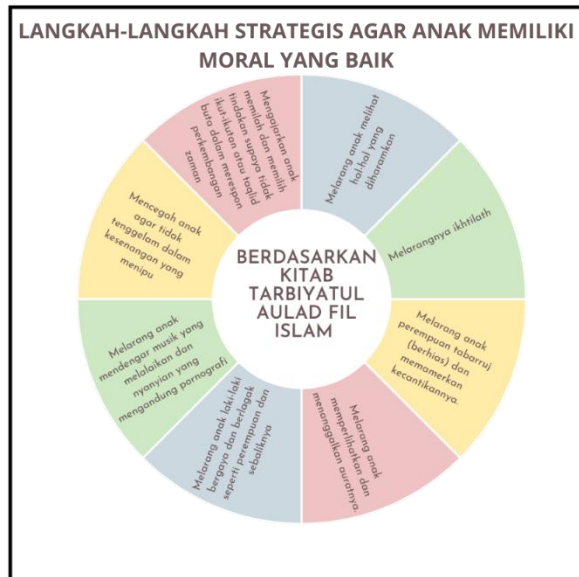 LANGKAH-LANGKAH STRATEGIS AGAR ANAK MEMILIKI
MORAL YANG BAIK
BERDASARKAN
KITAB
TARBIYATUL
AULAD FIL
ISLAM
Melarang anak melihat
hal-hal yang
diharamkan
Melarangnya ikhtilath
Melarang anak
perempuan tabarruj
(berhias) dan
memamerkan
kecantikannya.
Melarang anak
memperlihatkan dan
menanggalkan auratnya.
Melarang anak laki-laki
bergaya dan berlagak
seperti perempuan dan
sebaliknya
Melarang anak
mendengar musik yang
melalaikan dan
nyanyian yang
mengandung pornografi
Mencegah anak
agar tidak
tenggelam dalam
kesenangan yang
menipu
Mengajarkan anak
memilah dan memilih
tindakan supaya tidak
ikut-ikutan atau taqlid
buta dalam merespon
perkembangan
zaman